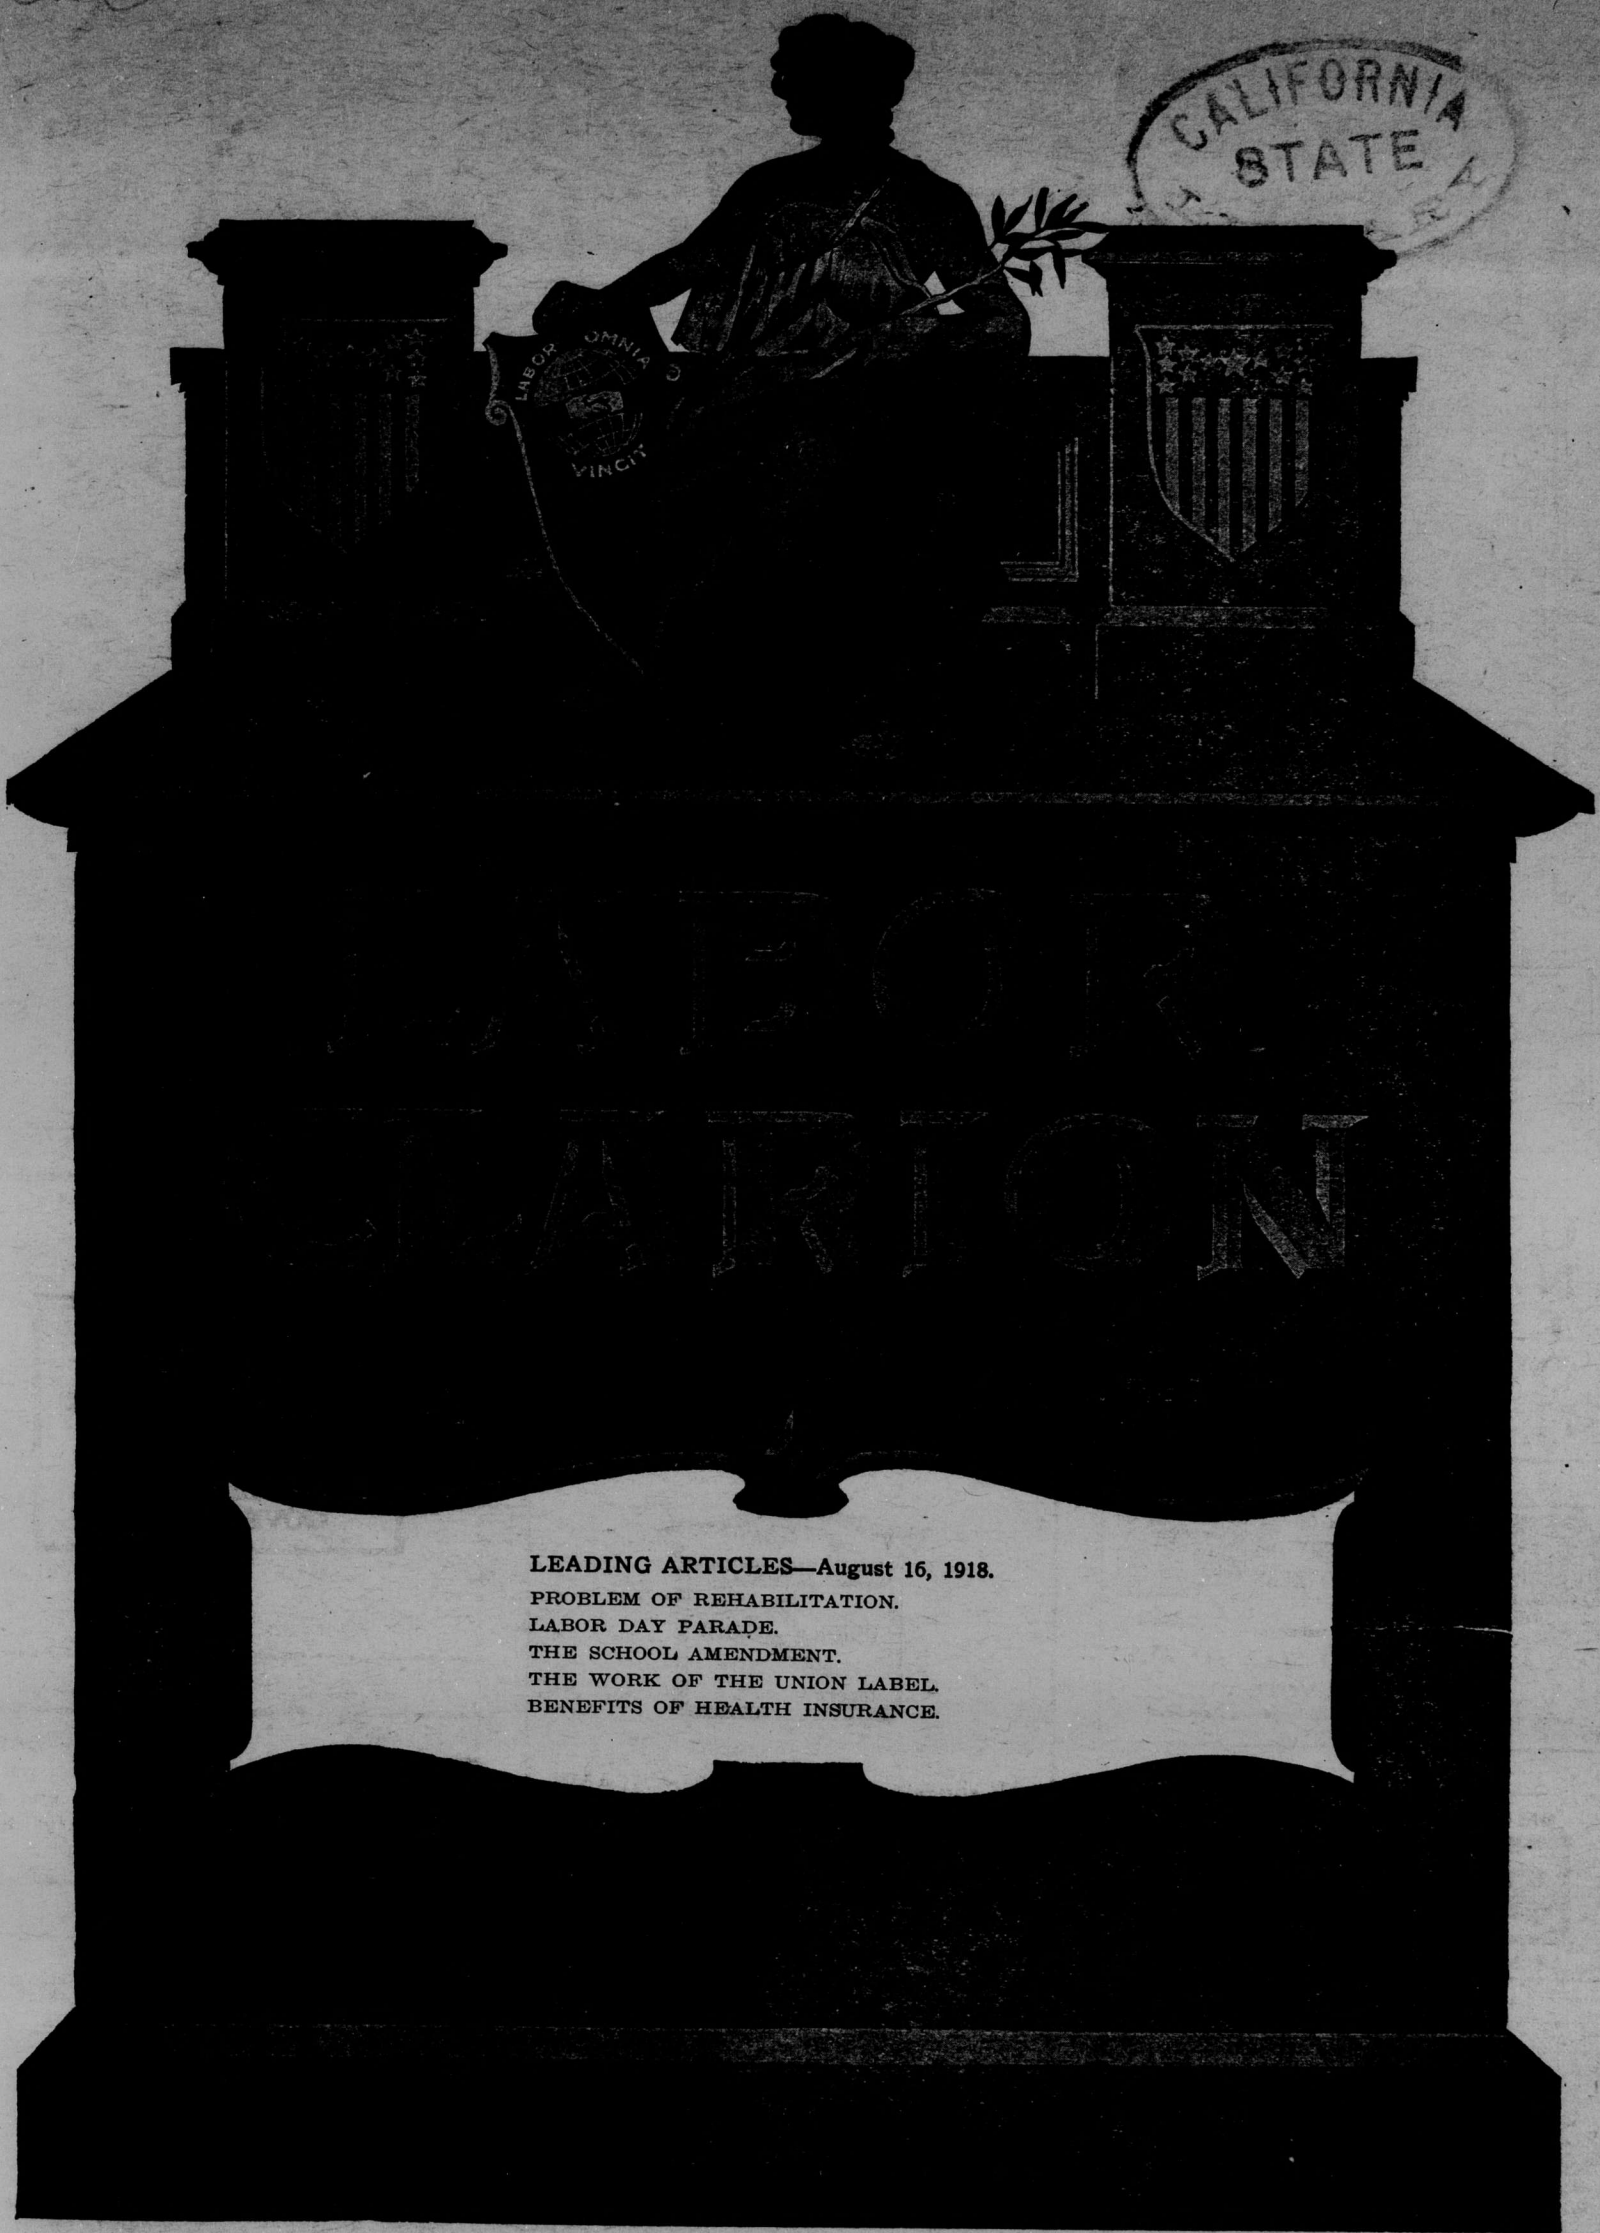 CALIFORNIA
STATE
LABOR OMNIA VINCIT
LABOR
CLARION
LEADING ARTICLES—August 16, 1918.
PROBLEM OF REHABILITATION.
LABOR DAY PARADE.
THE SCHOOL AMENDMENT.
THE WORK OF THE UNION LABEL.
BENEFITS OF HEALTH INSURANCE.